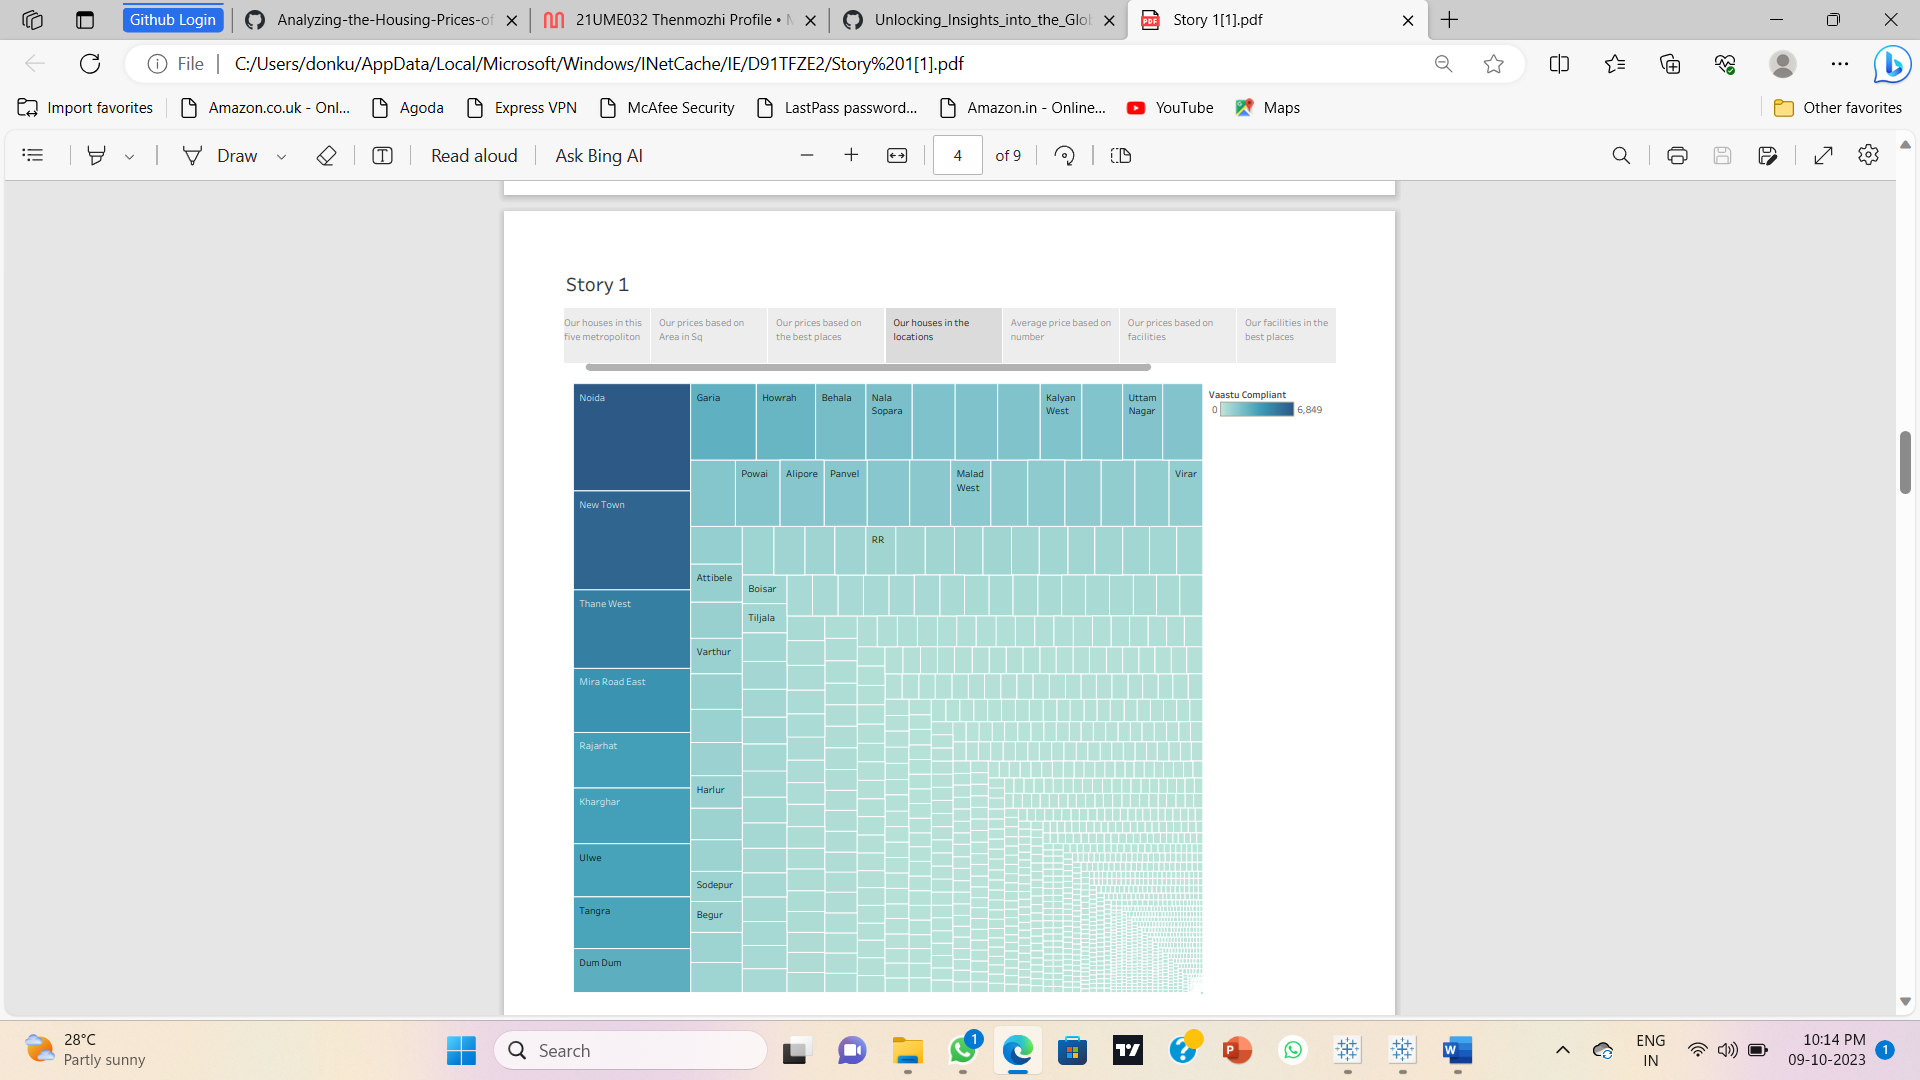 Github Login
Analyzing-the-Housing-Prices-of
21UME032 Thenmozhi Profile •
Unlocking_Insights_into_the_Glo
Story 1[1].pdf
File
C:/Users/donku/AppData/Local/Microsoft/Windows/INetCache/IE/D91TFZE2/Story%201[1].pdf
Import favorites
Amazon.co.uk - Onl...
Agoda
Express VPN
McAfee Security
LastPass password...
Amazon.in - Online...
YouTube
Maps
Other favorites
Draw
Read aloud
Ask Bing AI
4
of 9
Story 1
Our houses in this
five metropoliton
Our prices based on
Area in Sq
Our prices based on
the best places
Our houses in the
locations
Average price based on
number
Our prices based on
facilities
Our facilities in the
best places
Noida
Garia
Howrah
Behala
Nala
Sopara
Kalyan
West
Uttam
Nagar
Vaastu Compliant
0
6,849
Powai
Alipore
Panvel
Malad
West
Virar
New Town
RR
Attibele
Boisar
Thane West
Tiljala
Varthur
Mira Road East
Rajarhat
Harlur
Kharghar
Ulwe
Sodepur
Tangra
Begur
Dum Dum
28°C
Partly sunny
Search
1
ENG
IN
10:14 PM
09-10-2023
1